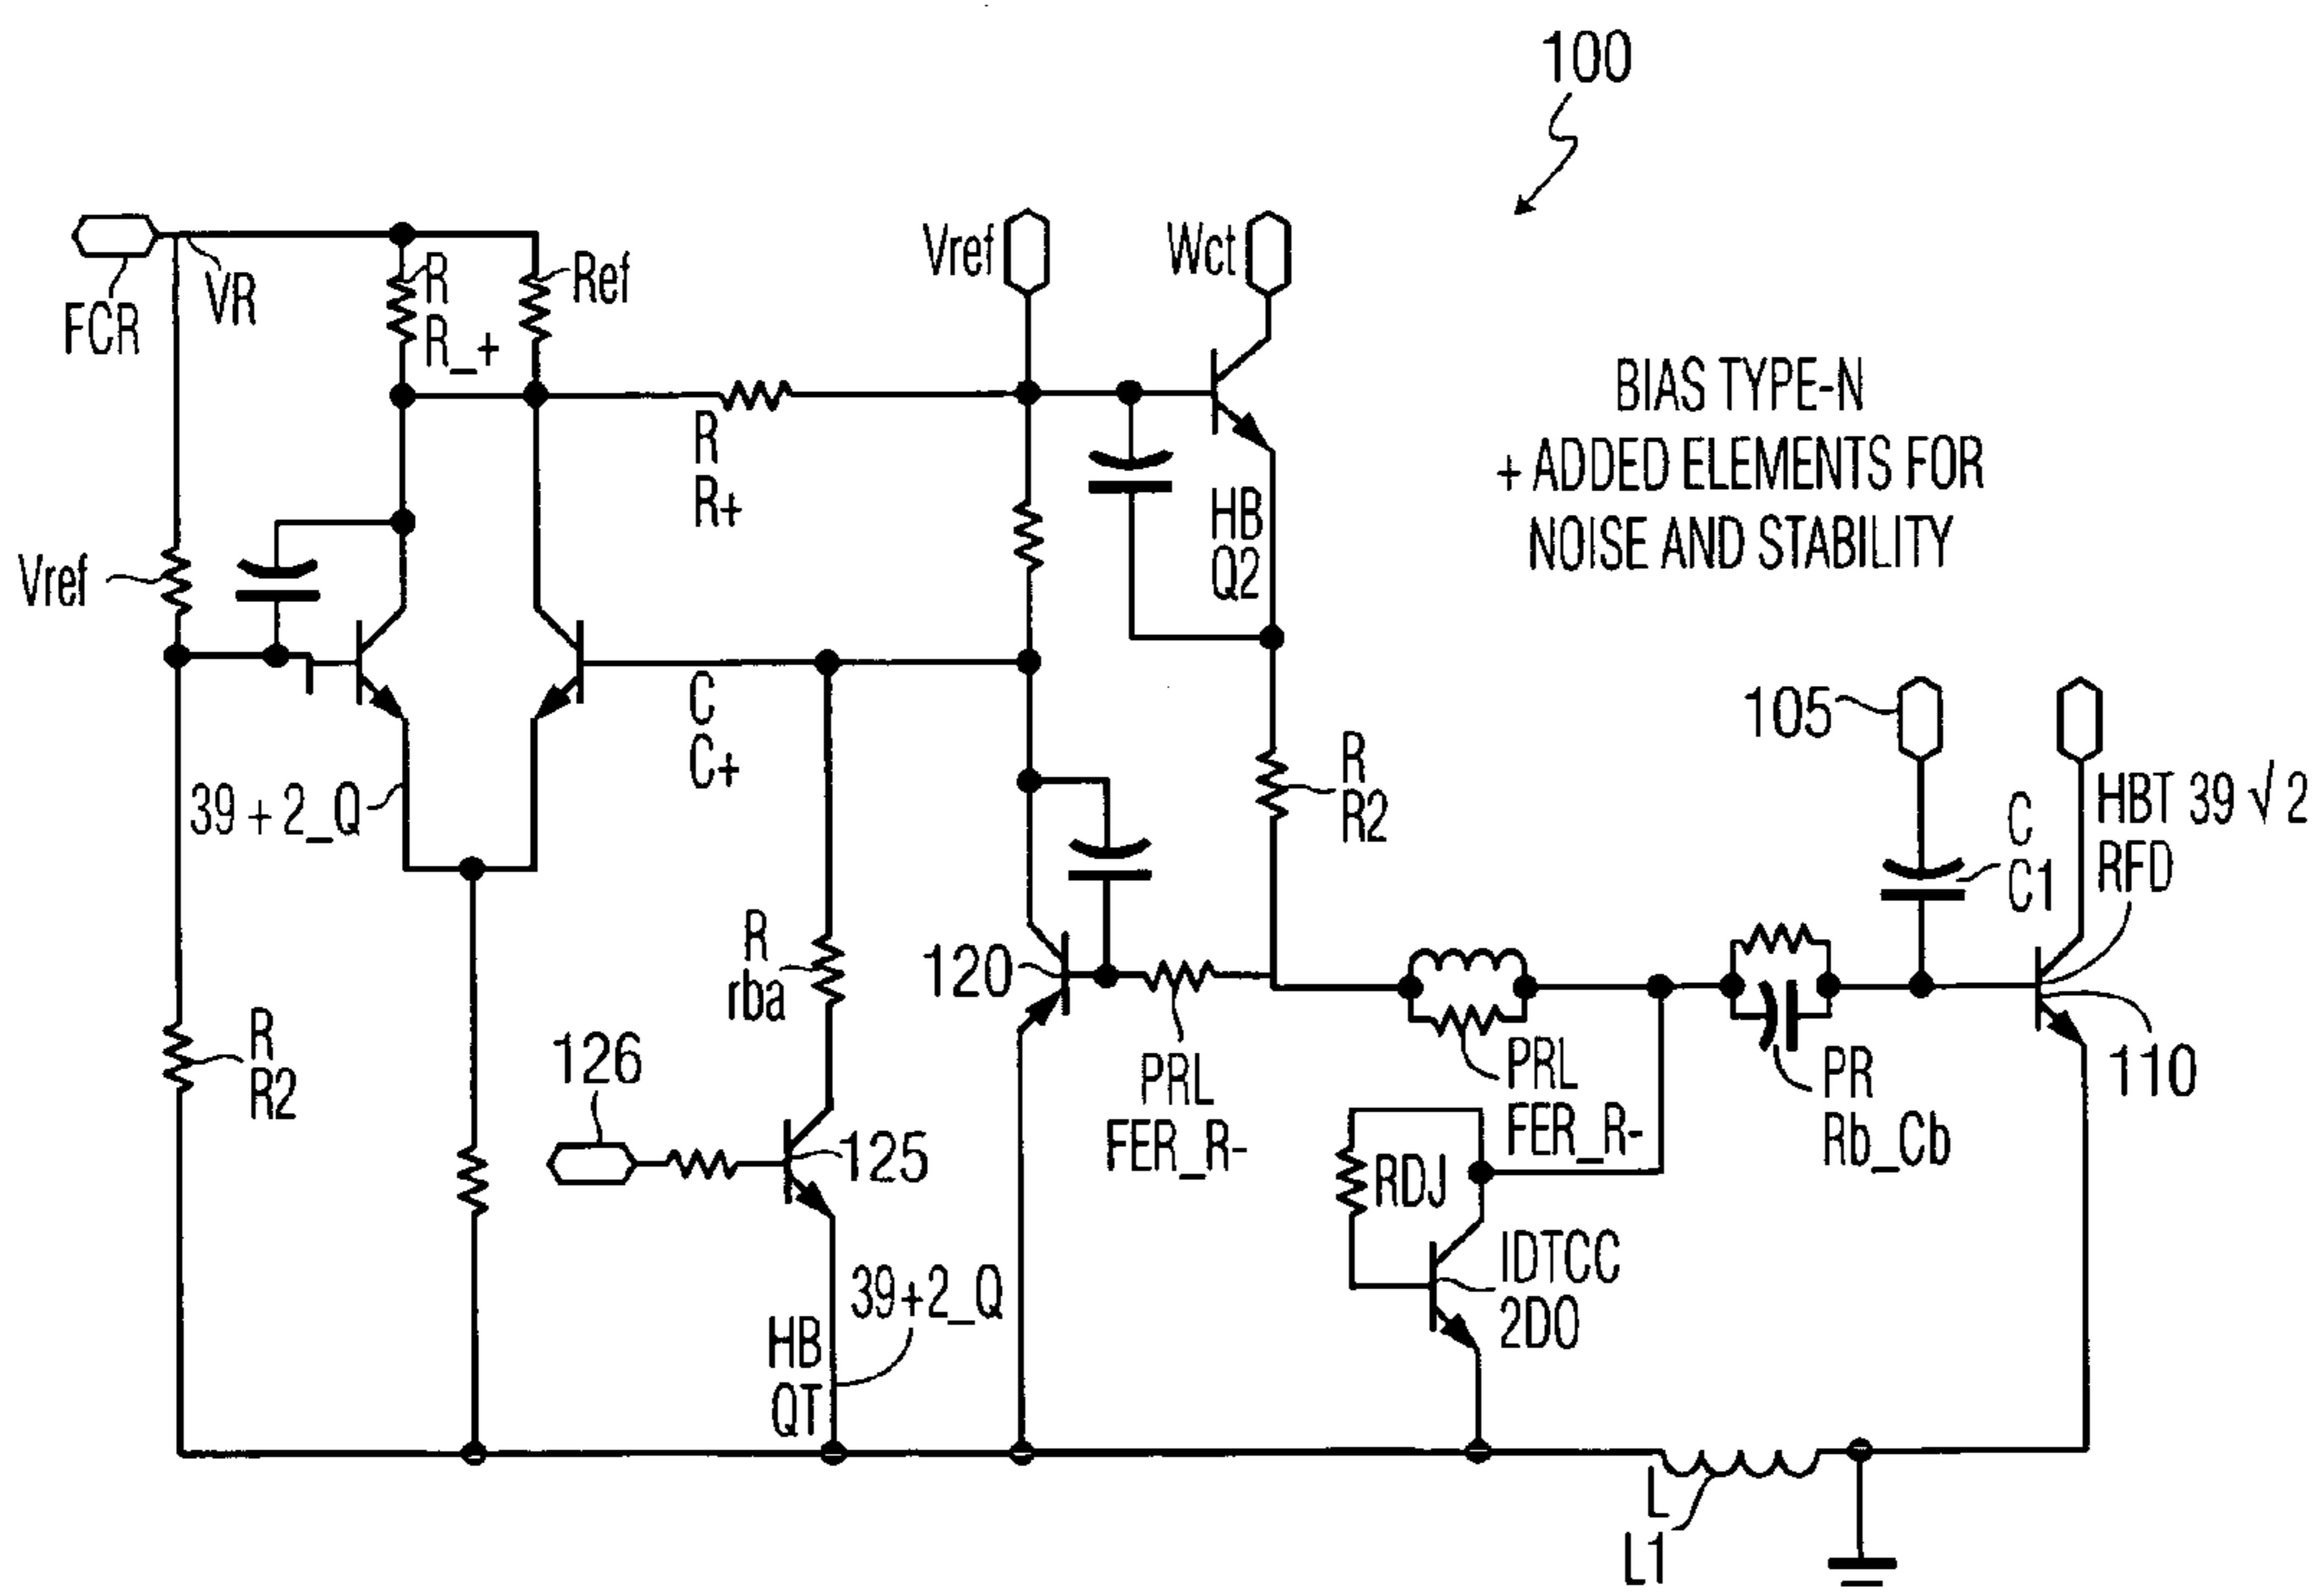 100
FCR
VR
R
R_+
Ref
Vref
Wct
BIAS TYPE-N
+ ADDED ELEMENTS FOR
NOISE AND STABILITY
R
R+
HB
Q2
Vref
39+2_Q
C
C+
R
R2
105
C
C1
HBT 39 √2
RFD
R
rba
120
R
R2
126
125
PRL
FER_R-
PRL
FER_R-
PR
Rb_Cb
110
RDJ
IDTCC
2DO
39+2_Q
HB
QT
L
L1